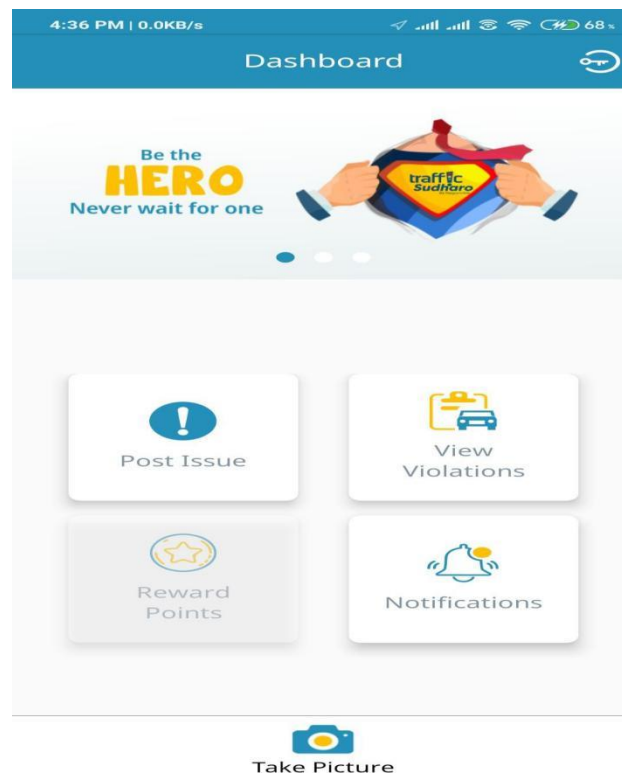 4:36 PM | 0.0KB/s 68%
Dashboard
Be the
HERO
Never wait for one
traffic
Sudharo
Post Issue
View
Violations
Reward
Points
Notifications
Take Picture